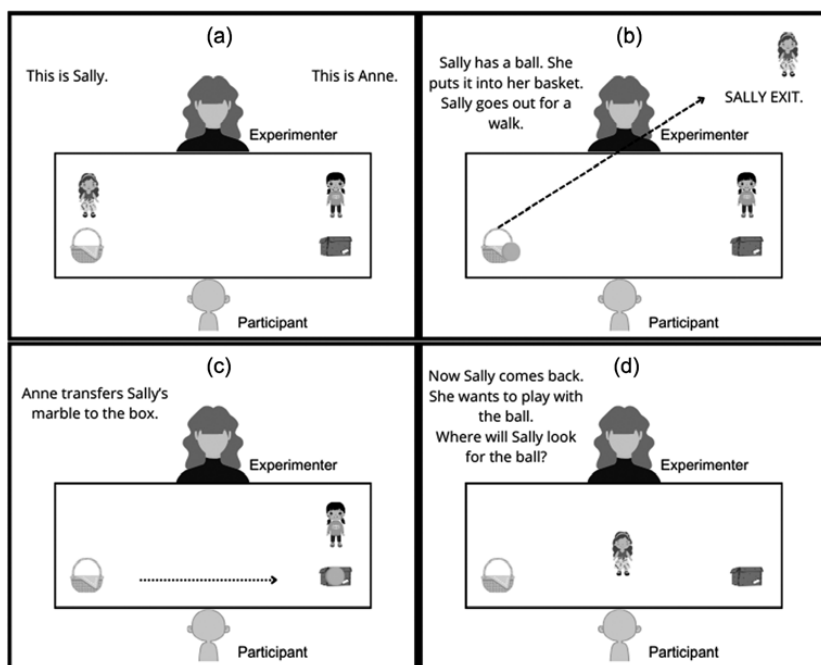 (a)
This is Sally.
This is Anne.
Experimenter
Participant
(b)
Sally has a ball. She
puts it into her basket.
Sally goes out for a
walk.
SALLY EXIT.
Experimenter
Participant
(c)
Anne transfers Sally's
marble to the box.
Experimenter
Participant
(d)
Now Sally comes back.
She wants to play with
the ball.
Where will Sally look
for the ball?
Experimenter
Participant